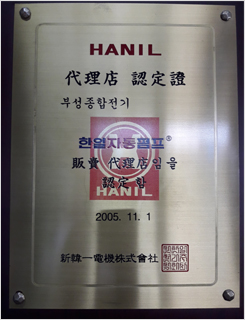 HANIL
代理店 認定證
부성종합전기
한일자동펌프®
販賣 代理店임을
HANIL
認定함
2005. 11. 1
新韓一電機株式會社